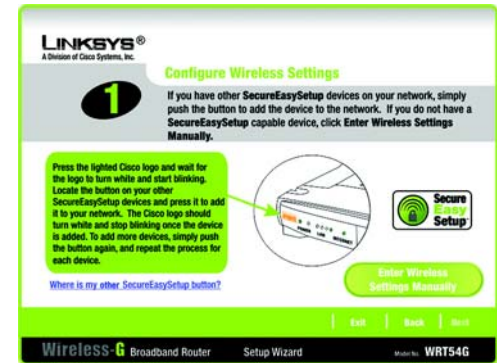 LINKSYS®
A Division of Cisco Systems, Inc.
Configure Wireless Settings
1
If you have other SecureEasySetup devices on your network, simply
push the button to add the device to the network. If you do not have a
SecureEasySetup capable device, click Enter Wireless Settings
Manually.
Press the lighted Cisco logo and wait for
the logo to turn white and start blinking.
Locate the button on your other
SecureEasySetup devices and press it to add
it to your network. The Cisco logo should
turn white and stop blinking once the device
is added. To add more devices, simply push
the button again, and repeat the process for
each device.
POWER
INTERNET
Secure
Easy
Setup
Where is my other SecureEasySetup button?
Enter Wireless
Settings Manually
Exit | Back | Next
Wireless-G Broadband Router Setup Wizard Model No. WRT54G